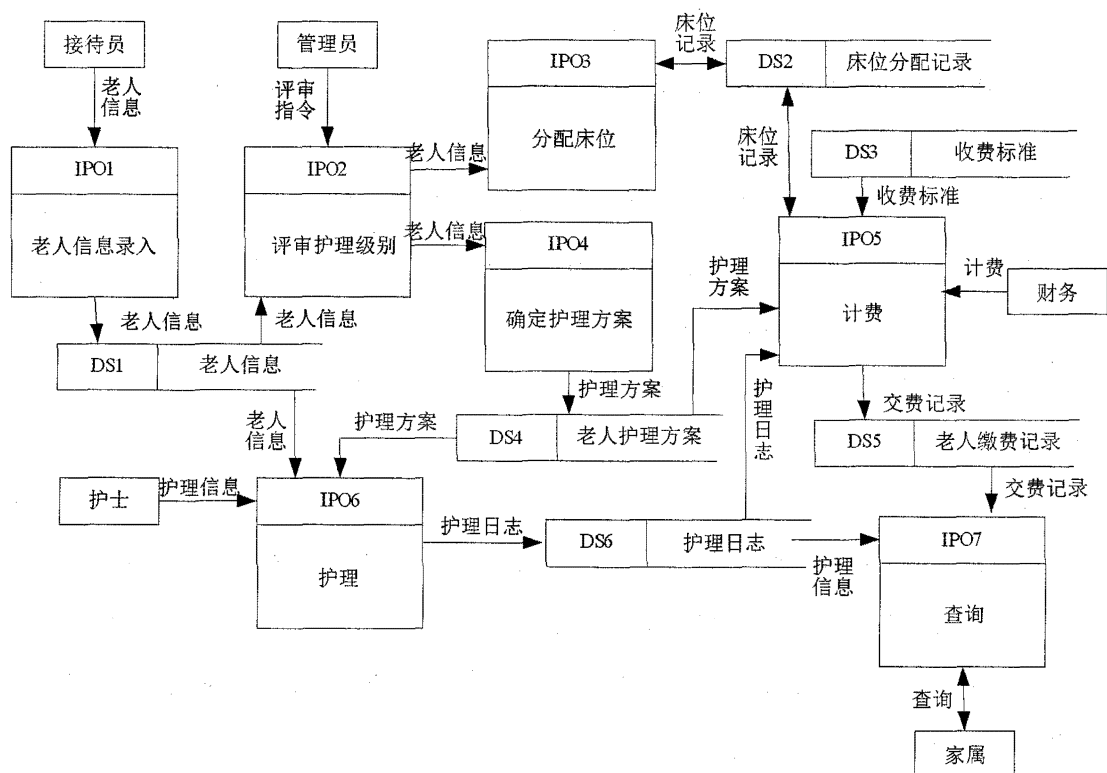 接待员
管理员
老人
信息
评审
指令
IPO3
分配床位
床位
记录
DS2
床位分配记录
IPO1
老人信息录入
IPO2
评审护理级别
老人信息
老人信息
床位
记录
DS3
收费标准
收费标准
IPO4
确定护理方案
IPO5
计费
计费
财务
护理
方案
老人信息
老人信息
DS1
老人信息
老人
信息
护理方案
护理方案
DS4
老人护理方案
护理
日志
交费记录
DS5
老人缴费记录
交费记录
护士
护理信息
IPO6
护理
护理日志
DS6
护理日志
护理
信息
IPO7
查询
查询
家属